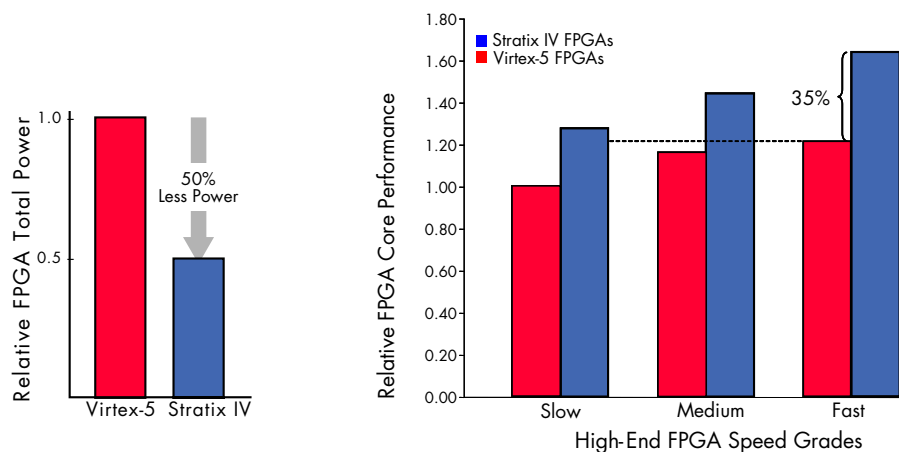 Relative FPGA Total Power
1.0
0.5
50%
Less Power
Virtex-5
Stratix IV
Relative FPGA Core Performance
1.80
1.60
1.40
1.20
1.00
0.80
0.60
0.40
0.20
0.00
Stratix IV FPGAs
Virtex-5 FPGAs
35%
Slow
Medium
Fast
High-End FPGA Speed Grades